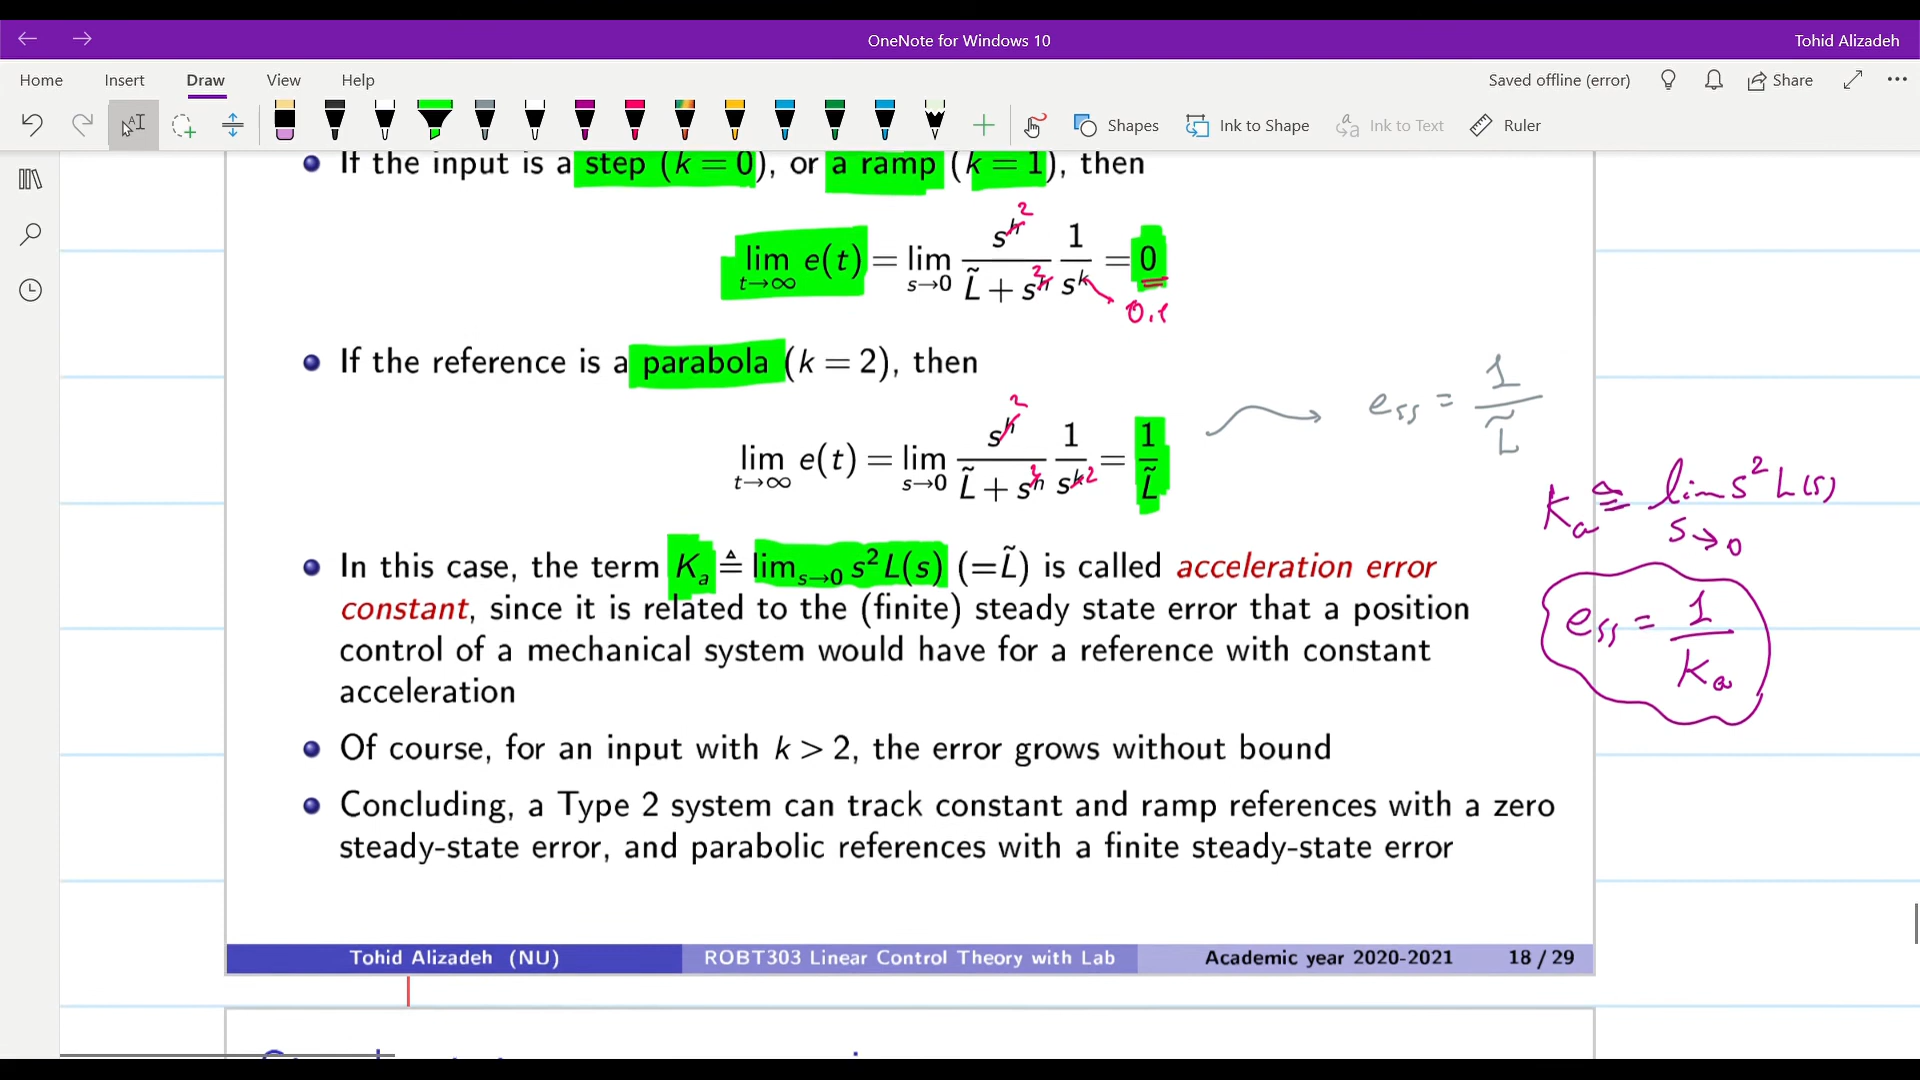 OneNote for Windows 10
Tohid Alizadeh
Home Insert Draw View Help
Saved offline (error) Share
Shapes Ink to Shape Ink to Text Ruler
If the input is a step (k = 0), or a ramp (k = 1), then
lim t→∞ e(t) = lim s→0 s^h 2 / (L̃ + s^h 2) 1/s^k = 0
0,1
If the reference is a parabola (k = 2), then
lim t→∞ e(t) = lim s→0 s^h 2 / (L̃ + s^h 2) 1/s^k 2 = 1/L̃
e_ss = 1/L̃
K_a ≙ lim s→0 s² L(s)
In this case, the term K_a ≜ lim_{s→0} s²L(s) (=L̃) is called acceleration error
constant, since it is related to the (finite) steady state error that a position
control of a mechanical system would have for a reference with constant
acceleration
e_ss = 1/K_a
Of course, for an input with k > 2, the error grows without bound
Concluding, a Type 2 system can track constant and ramp references with a zero
steady-state error, and parabolic references with a finite steady-state error
Tohid Alizadeh (NU) ROBT303 Linear Control Theory with Lab Academic year 2020-2021 18 / 29